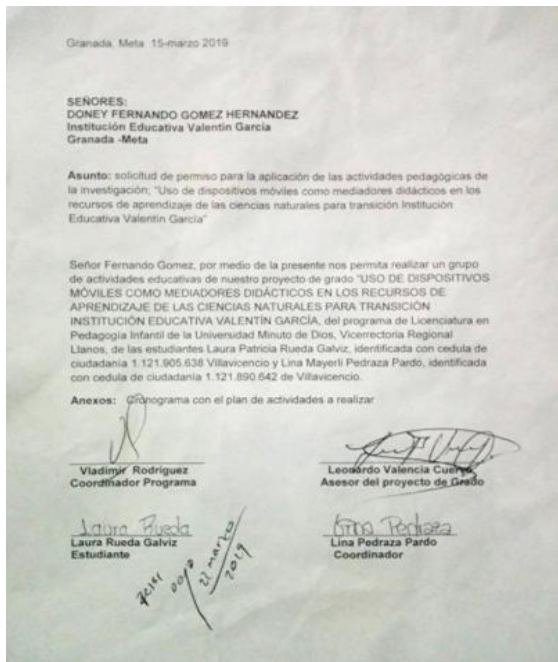 Granada, Meta 15-marzo 2019
SEÑORES:
DONEY FERNANDO GOMEZ HERNANDEZ
Institución Educativa Valentín García
Granada -Meta
Asunto: solicitud de permiso para la aplicación de las actividades pedagógicas de
la investigación; "Uso de dispositivos móviles como mediadores didácticos en los
recursos de aprendizaje de las ciencias naturales para transición Institución
Educativa Valentín García"
Señor Fernando Gomez, por medio de la presente nos permita realizar un grupo
de actividades educativas de nuestro proyecto de grado "USO DE DISPOSITIVOS
MÓVILES COMO MEDIADORES DIDÁCTICOS EN LOS RECURSOS DE
APRENDIZAJE DE LAS CIENCIAS NATURALES PARA TRANSICIÓN
INSTITUCIÓN EDUCATIVA VALENTÍN GARCÍA, del programa de Licenciatura en
Pedagogía Infantil de la Universidad Minuto de Dios, Vicerrectoría Regional
Llanos, de las estudiantes Laura Patricia Rueda Galviz, identificada con cedula de
ciudadanía 1.121.905.638 Villavicencio y Lina Mayerli Pedraza Pardo, identificada
con cedula de ciudadanía 1.121.890.642 de Villavicencio.
Anexos: Cronograma con el plan de actividades a realizar
Vladimir Rodriguez
Coordinador Programa
Leonardo Valencia Cuervo
Asesor del proyecto de Grado
Laura Rueda
Laura Rueda Galviz
Estudiante
Pedraza
Lina Pedraza Pardo
Coordinador
21 marzo
2019